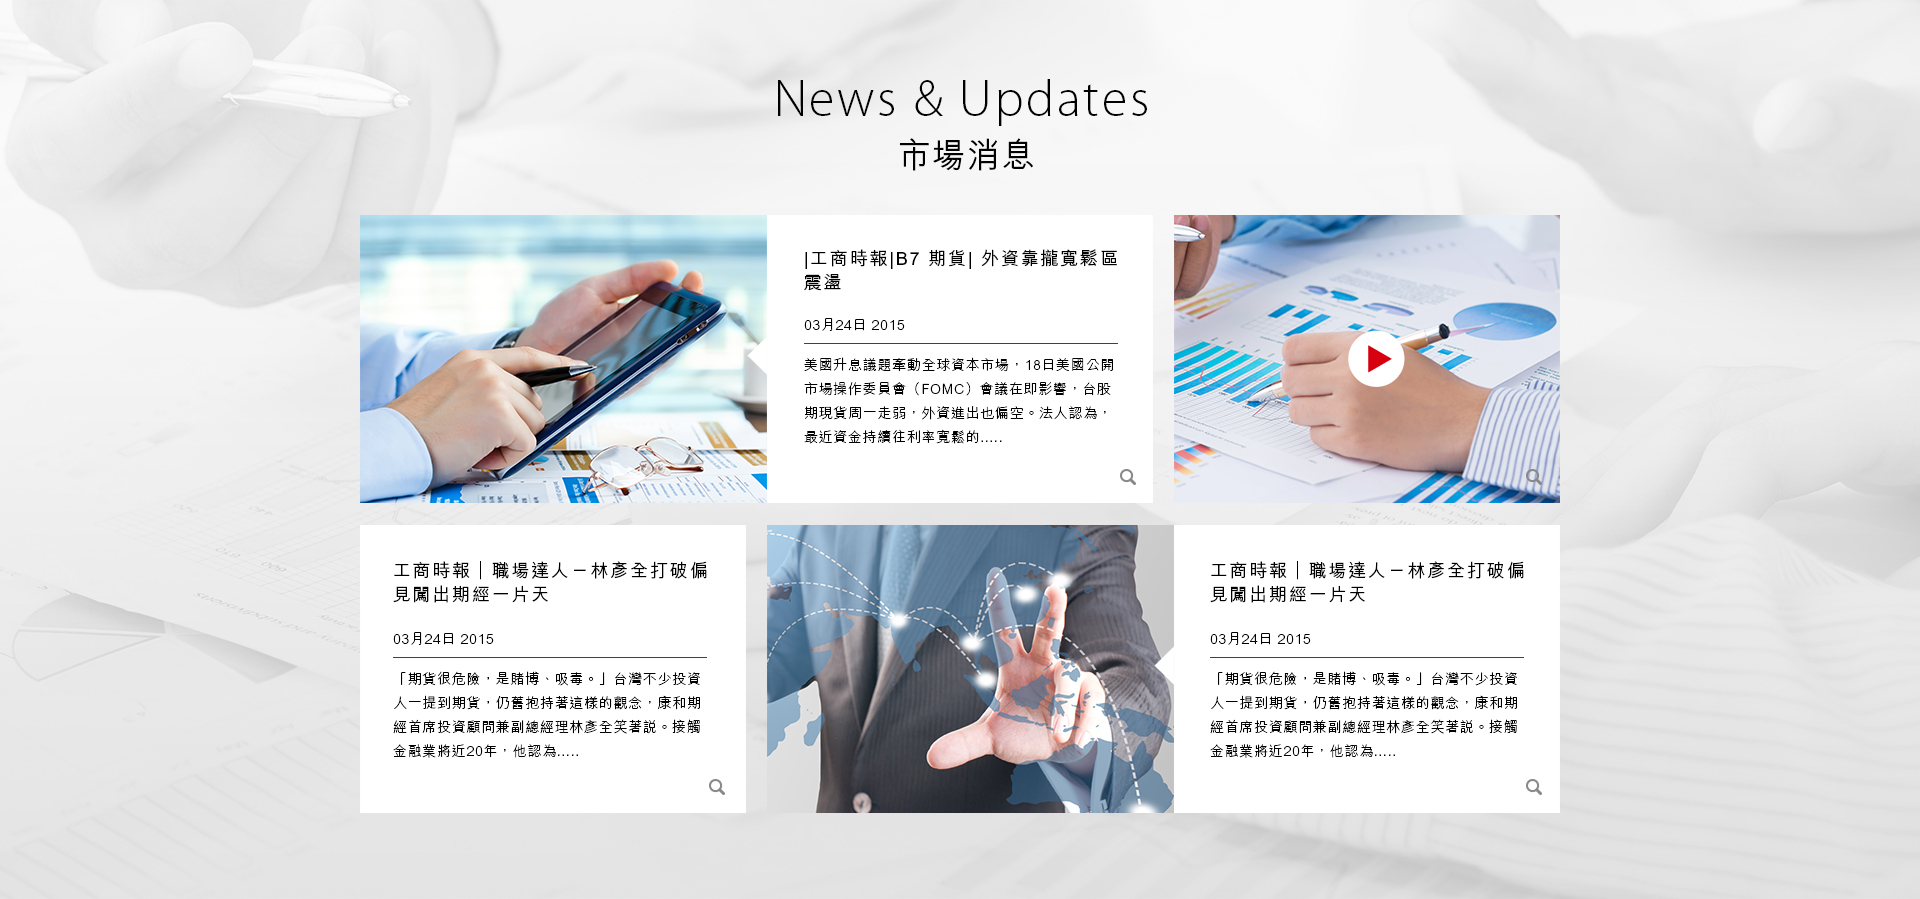 News & Updates
市場消息
|工商時報|B7 期貨| 外資靠攏寬鬆區
震盪
03月24日 2015
美國升息議題牽動全球資本市場，18日美國公開
市場操作委員會（FOMC）會議在即影響，台股
期現貨周一走弱，外資進出也偏空。法人認為，
最近資金持續往利率寬鬆的.....
工商時報｜職場達人－林彥全打破偏
見闖出期經一片天
03月24日 2015
「期貨很危險，是賭博、吸毒。」台灣不少投資
人一提到期貨，仍舊抱持著這樣的觀念，康和期
經首席投資顧問兼副總經理林彥全笑著説。接觸
金融業將近20年，他認為.....
工商時報｜職場達人－林彥全打破偏
見闖出期經一片天
03月24日 2015
「期貨很危險，是賭博、吸毒。」台灣不少投資
人一提到期貨，仍舊抱持著這樣的觀念，康和期
經首席投資顧問兼副總經理林彥全笑著説。接觸
金融業將近20年，他認為.....